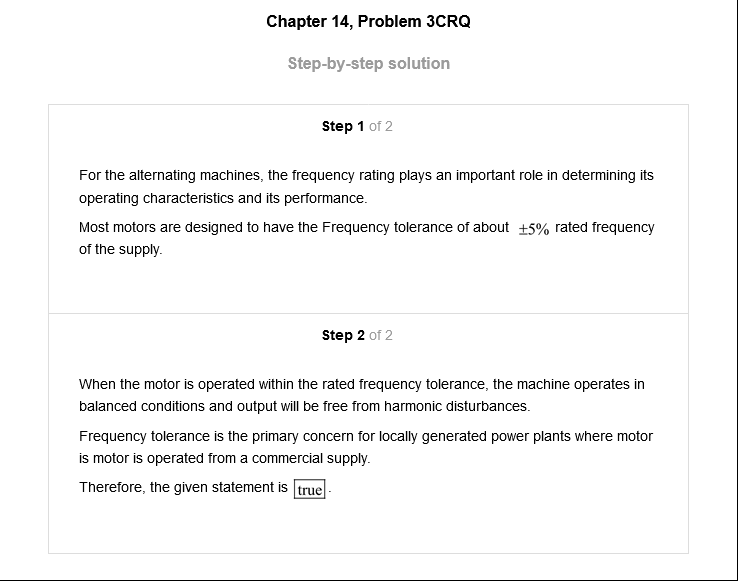 Chapter 14, Problem 3CRQ
Step-by-step solution
Step 1 of 2
For the alternating machines, the frequency rating plays an important role in determining its
operating characteristics and its performance.
Most motors are designed to have the Frequency tolerance of about ±5% rated frequency
of the supply.
Step 2 of 2
When the motor is operated within the rated frequency tolerance, the machine operates in
balanced conditions and output will be free from harmonic disturbances.
Frequency tolerance is the primary concern for locally generated power plants where motor
is motor is operated from a commercial supply.
Therefore, the given statement is true.